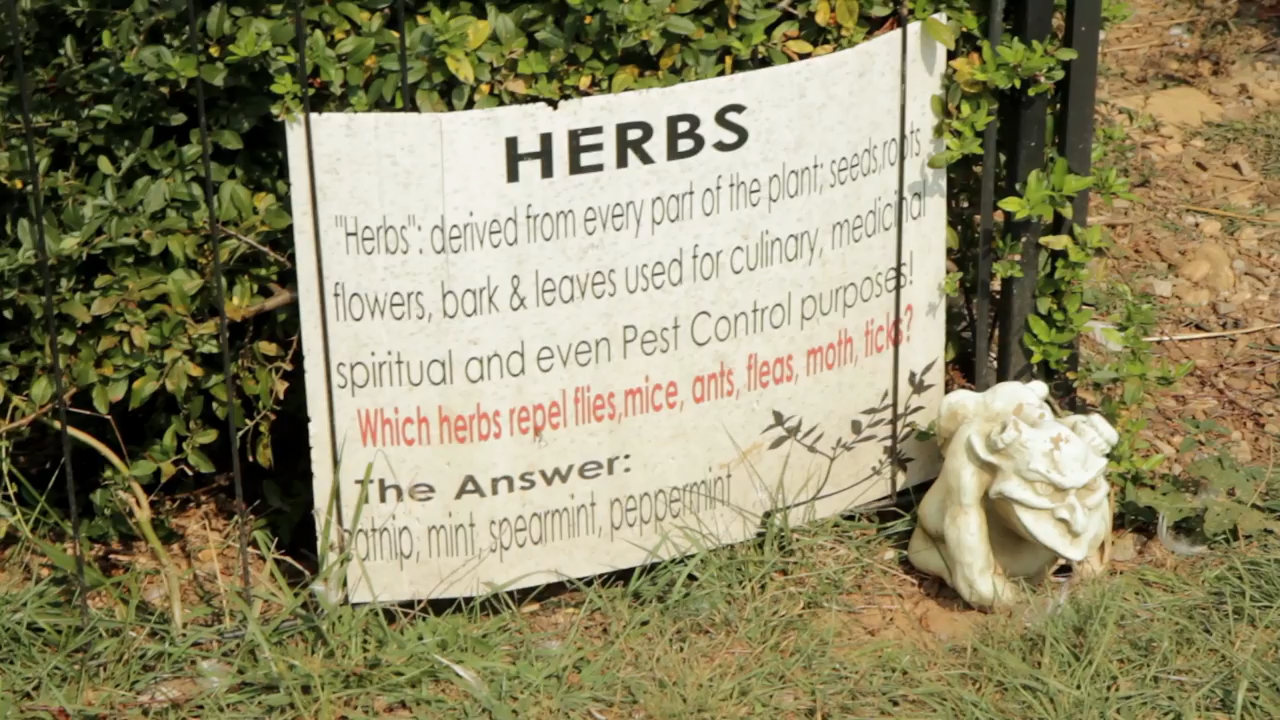 HERBS
"Herbs": derived from every part of the plant; seeds,roots
flowers, bark & leaves used for culinary, medicinal
spiritual and even Pest Control purposes!
Which herbs repel flies,mice, ants, fleas, moth, ticks?
The Answer:
catnip, mint, spearmint, peppermint